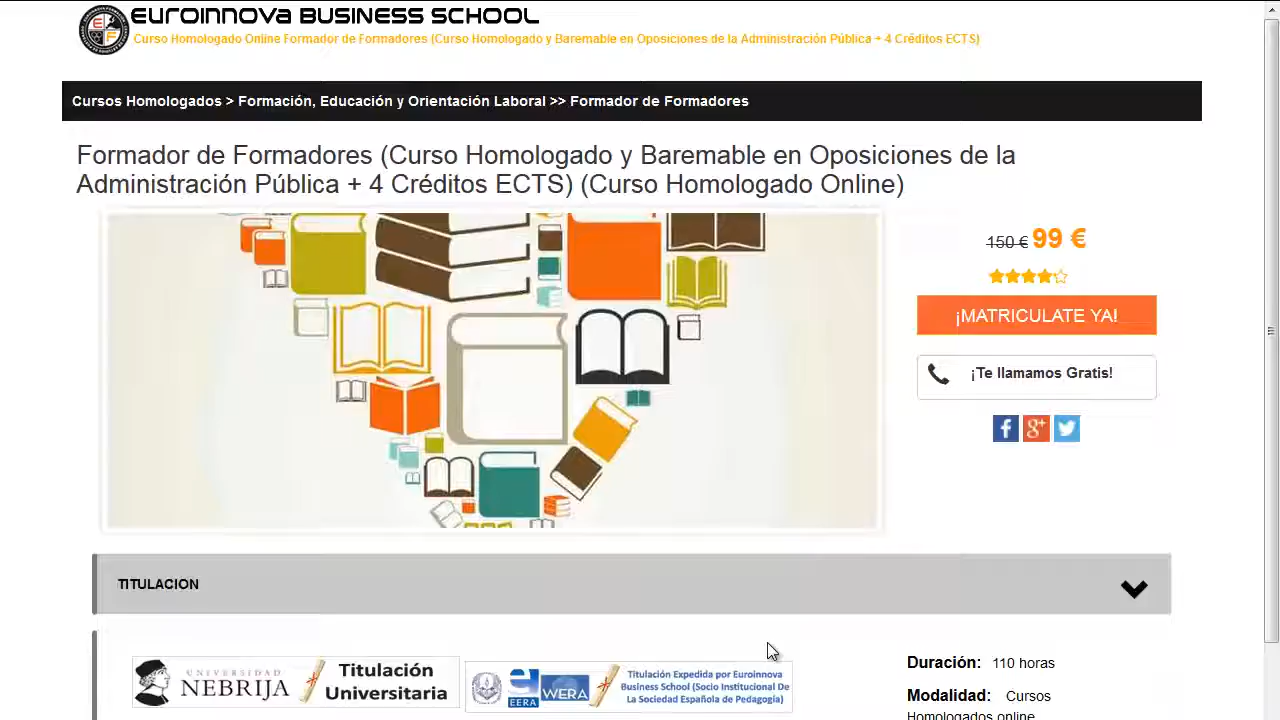 EUROINNOVA BUSINESS SCHOOL
Curso Homologado Online Formador de Formadores (Curso Homologado y Baremable en Oposiciones de la Administración Pública + 4 Créditos ECTS)
Cursos Homologados > Formación, Educación y Orientación Laboral >> Formador de Formadores
Formador de Formadores (Curso Homologado y Baremable en Oposiciones de la
Administración Pública + 4 Créditos ECTS) (Curso Homologado Online)
150 € 99 €
¡MATRICULATE YA!
¡Te llamamos Gratis!
TITULACION
UNIVERSIDAD
NEBRIJA
Titulación
Universitaria
EERA
WERA
Titulación Expedida por Euroinnova
Business School (Socio Institucional De
La Sociedad Española de Pedagogía)
Duración: 110 horas
Modalidad: Cursos
Homologados online